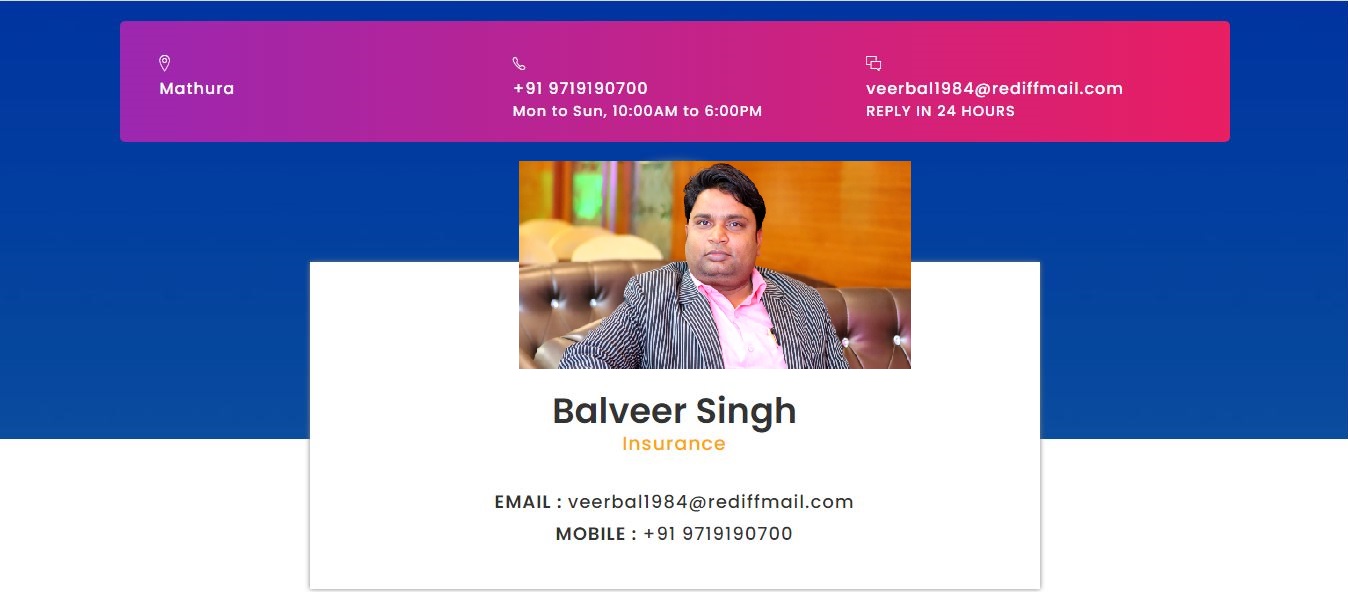 Mathura
+91 9719190700
Mon to Sun, 10:00AM to 6:00PM
veerbal1984@rediffmail.com
REPLY IN 24 HOURS
Balveer Singh
Insurance
EMAIL : veerbal1984@rediffmail.com
MOBILE : +91 9719190700